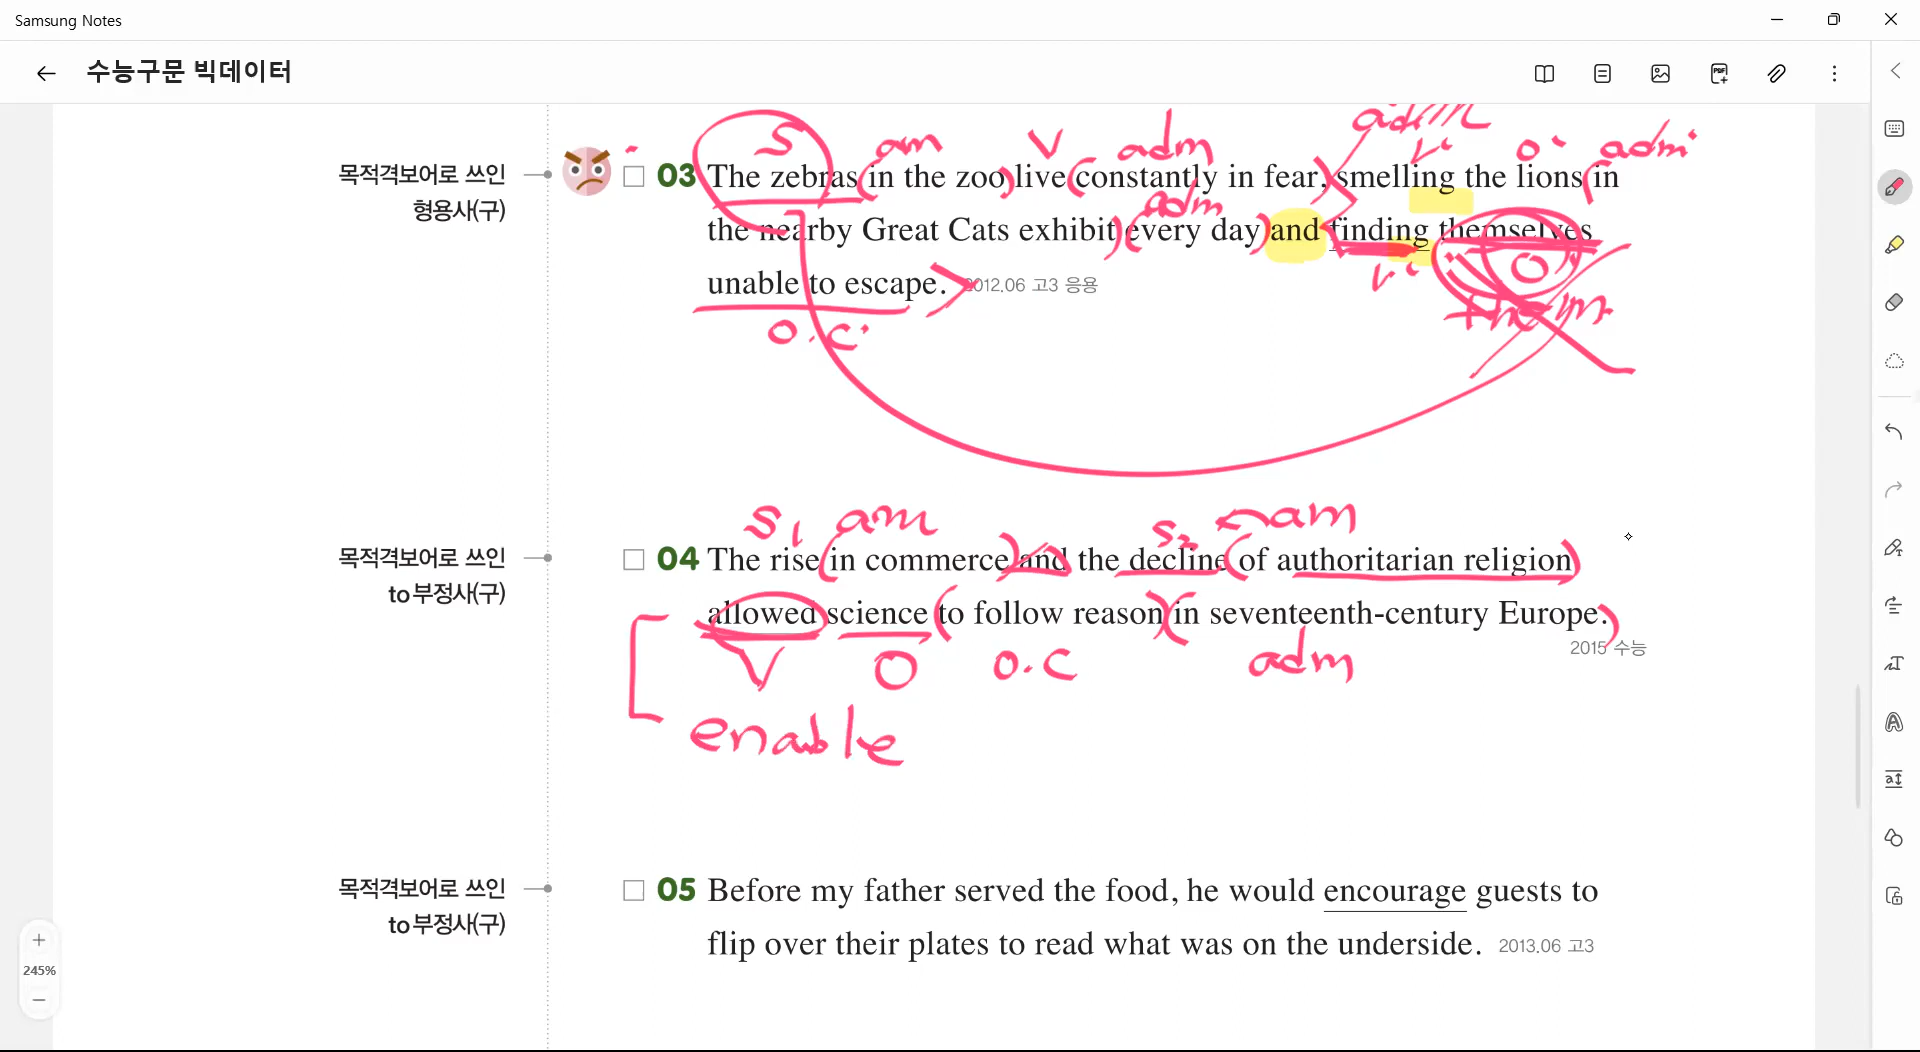 Samsung Notes
수능구문 빅데이터
adm
S am V adm v' o' adm'
목적격보어로 쓰인
형용사(구)
03 The zebras in the zoo live constantly in fear, smelling the lions in
adm
the nearby Great Cats exhibit every day and finding themselves
v' O
unable to escape. 2012.06 고3 응용
them
o.c'
S1 am S2 am
목적격보어로 쓰인
to부정사(구)
04 The rise in commerce and the decline of authoritarian religion
allowed science to follow reason in seventeenth-century Europe.
2015 수능
V O O.C adm
enable
목적격보어로 쓰인
to부정사(구)
05 Before my father served the food, he would encourage guests to
flip over their plates to read what was on the underside. 2013.06 고3
245%